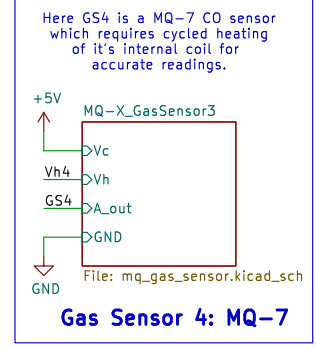 Here GS4 is a MQ-7 CO sensor
which requires cycled heating
of it's internal coil for
accurate readings.
+5V
MQ-X_GasSensor3
Vc
Vh4
Vh
GS4
A_out
GND
GND
File: mq_gas_sensor.kicad_sch
Gas Sensor 4: MQ-7